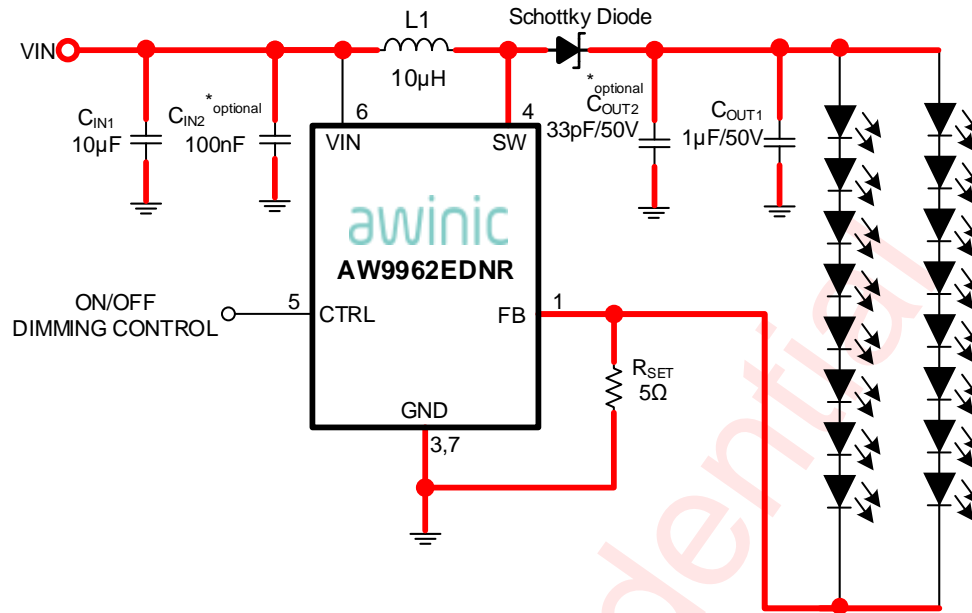 L1
Schottky Diode
VIN
10µH
*optional
*optional
CIN1
10µF
CIN2
100nF
6
4
COUT2
33pF/50V
COUT1
1µF/50V
VIN
SW
awinic
AW9962EDNR
ON/OFF
DIMMING CONTROL
5
CTRL
FB
1
RSET
5Ω
GND
3,7
dential